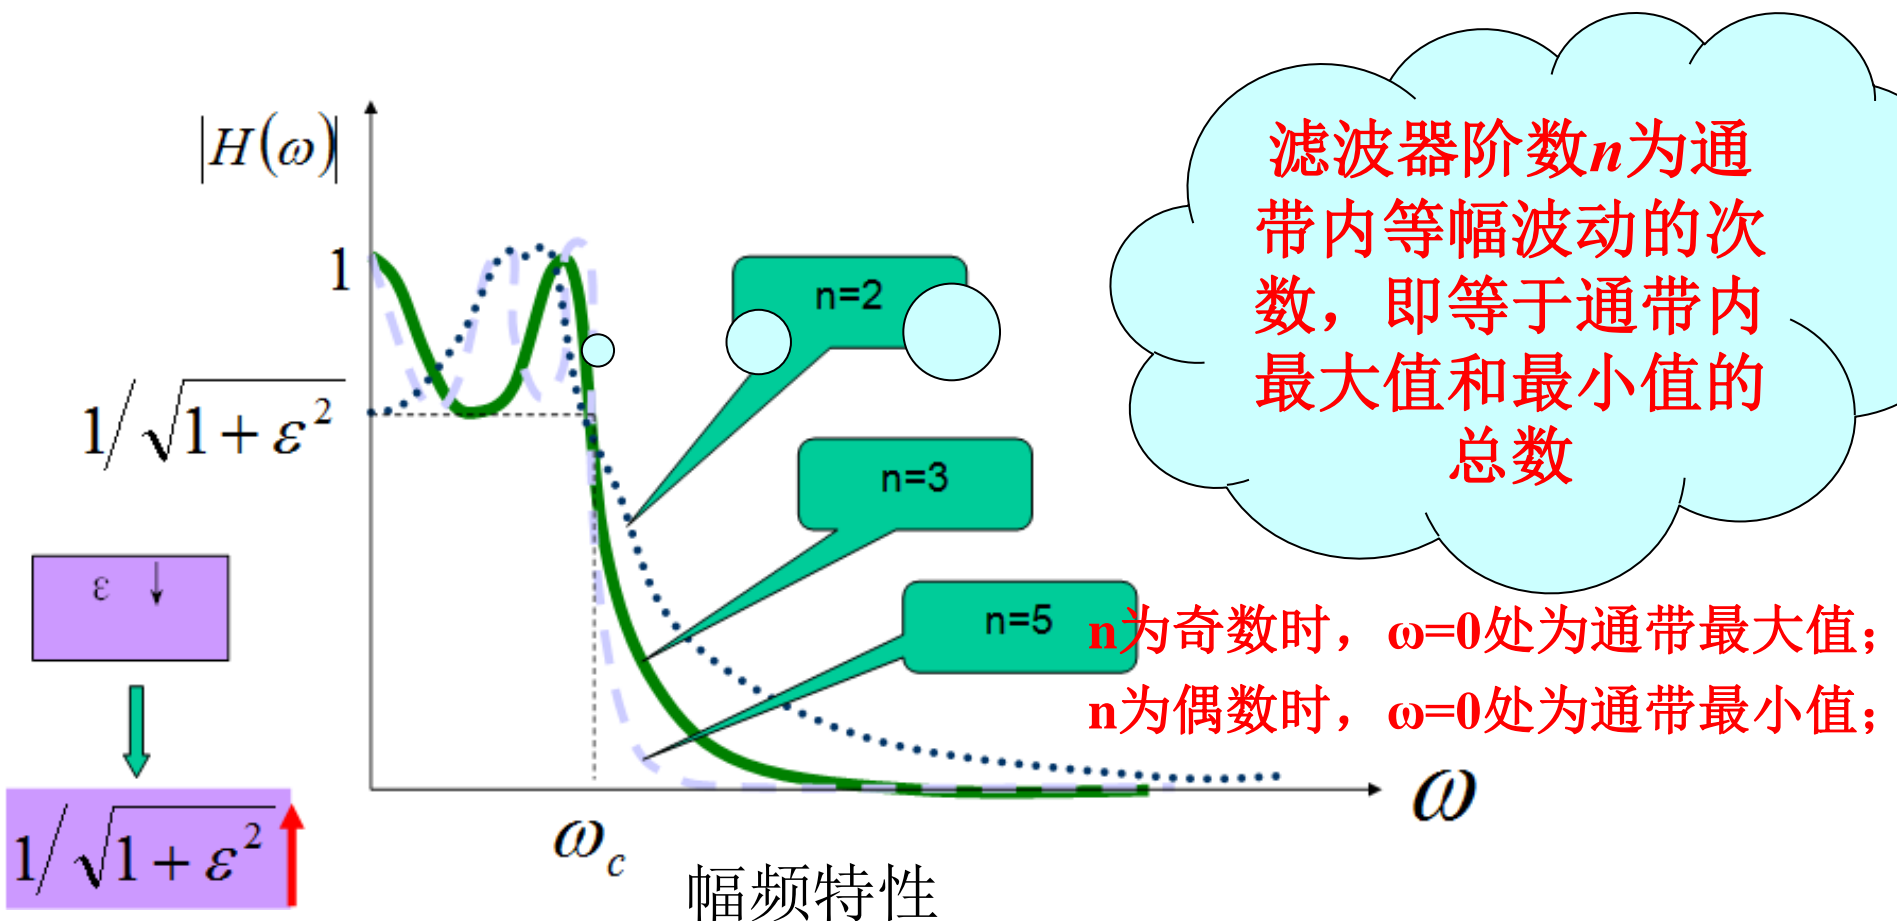 |H(ω)|
1
1/√1+ε²
ε ↓
1/√1+ε²
n=2
n=3
n=5
ω_c
ω
幅频特性
滤波器阶数n为通
带内等幅波动的次
数，即等于通带内
最大值和最小值的
总数
n为奇数时，ω=0处为通带最大值；
n为偶数时，ω=0处为通带最小值；